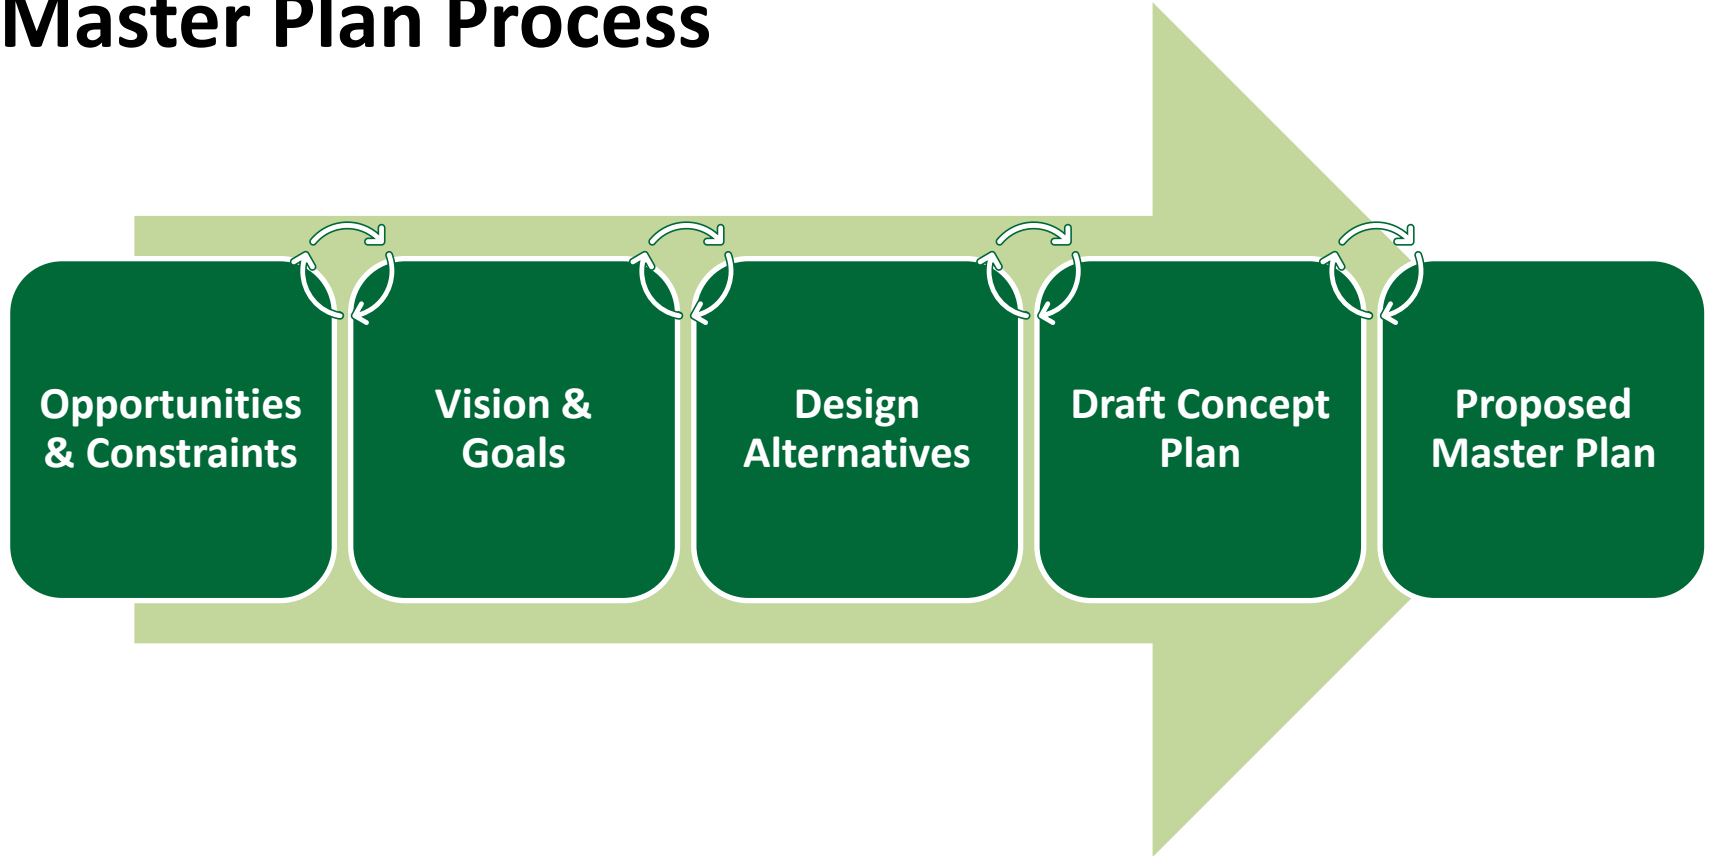 Master Plan Process
Opportunities
& Constraints
Vision &
Goals
Design
Alternatives
Draft Concept
Plan
Proposed
Master Plan